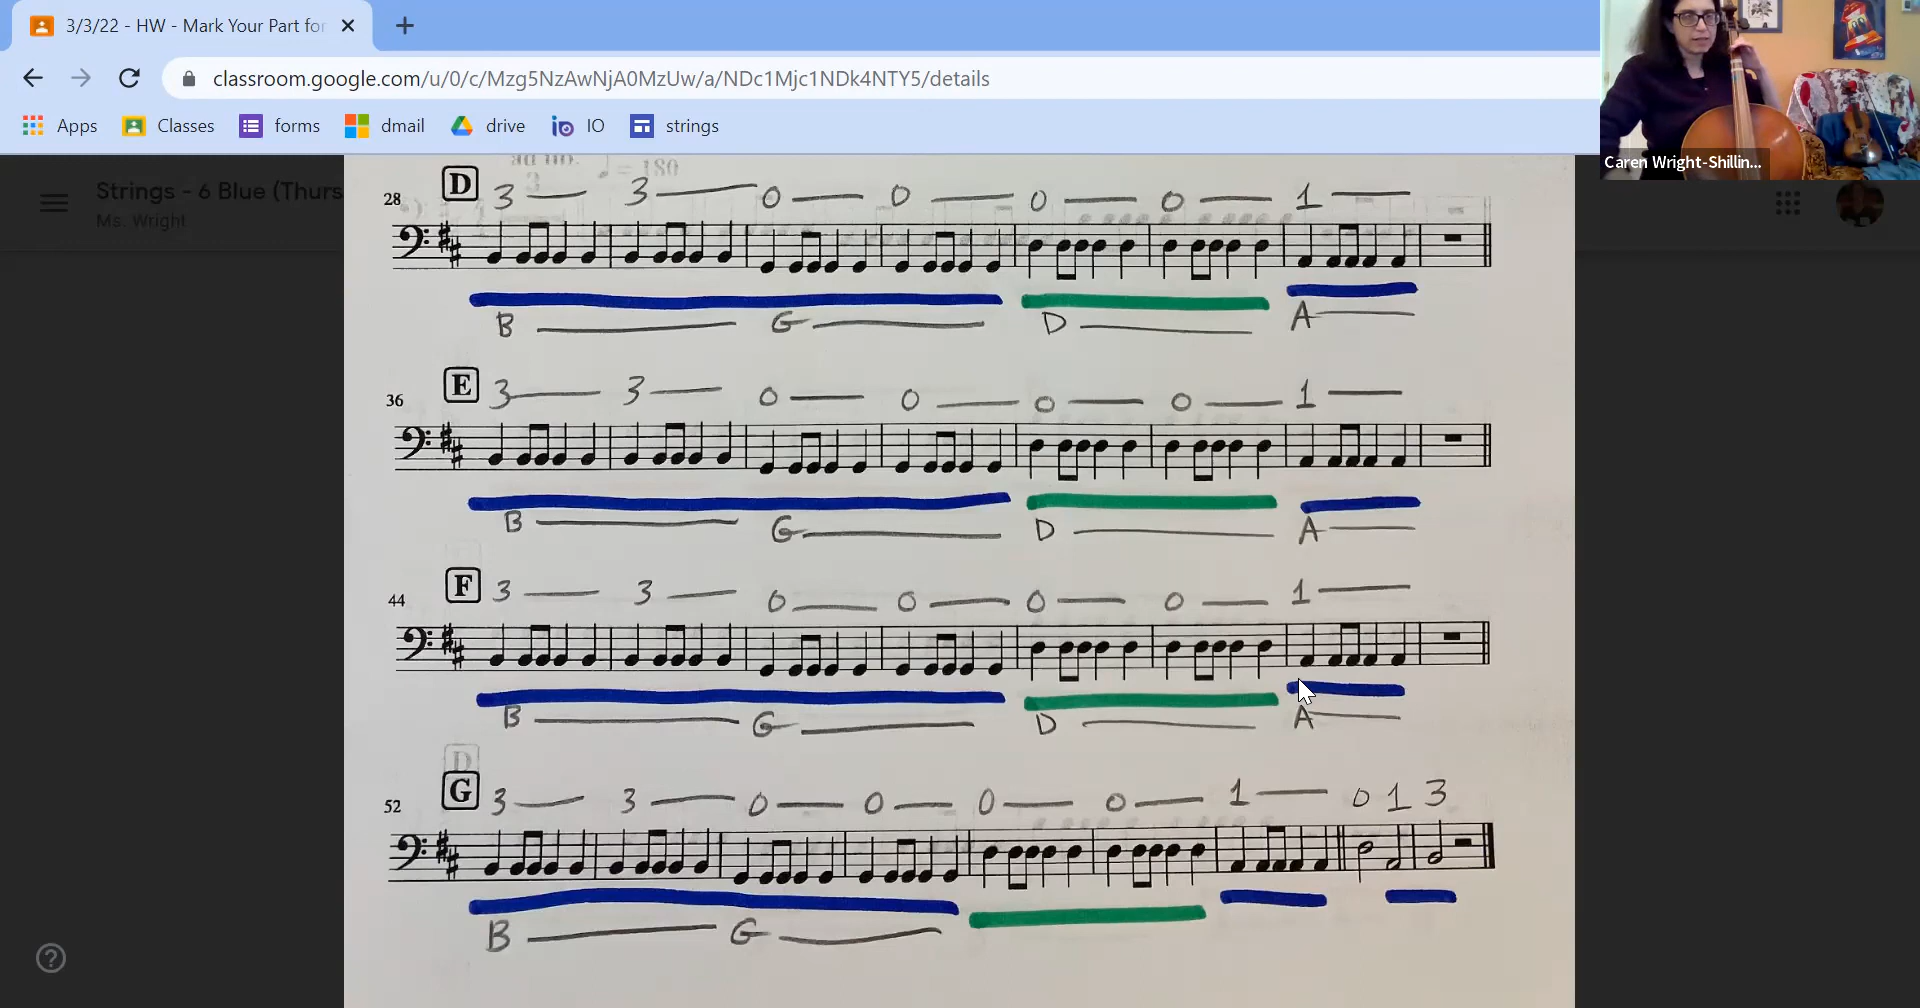 3/3/22 - HW - Mark Your Part for
classroom.google.com/u/0/c/Mzg5NzAwNjA0MzUw/a/NDc1Mjc1NDk4NTY5/details
Apps Classes forms dmail drive IO strings
Caren Wright-Shillin...
Strings - 6 Blue (Thurs
Ms. Wright
= 180
28 D 3 3 0 0 0 0 1
B G D A
36 E 3 3 0 0 0 0 1
B G D A
44 F 3 3 0 0 0 0 1
B G D A
D
52 G 3 3 0 0 0 0 1 0 1 3
B G